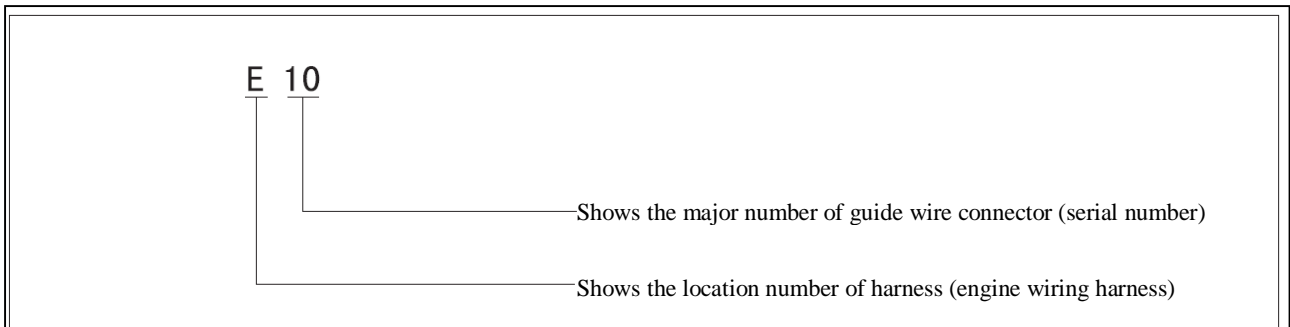 E 10
Shows the major number of guide wire connector (serial number)
Shows the location number of harness (engine wiring harness)